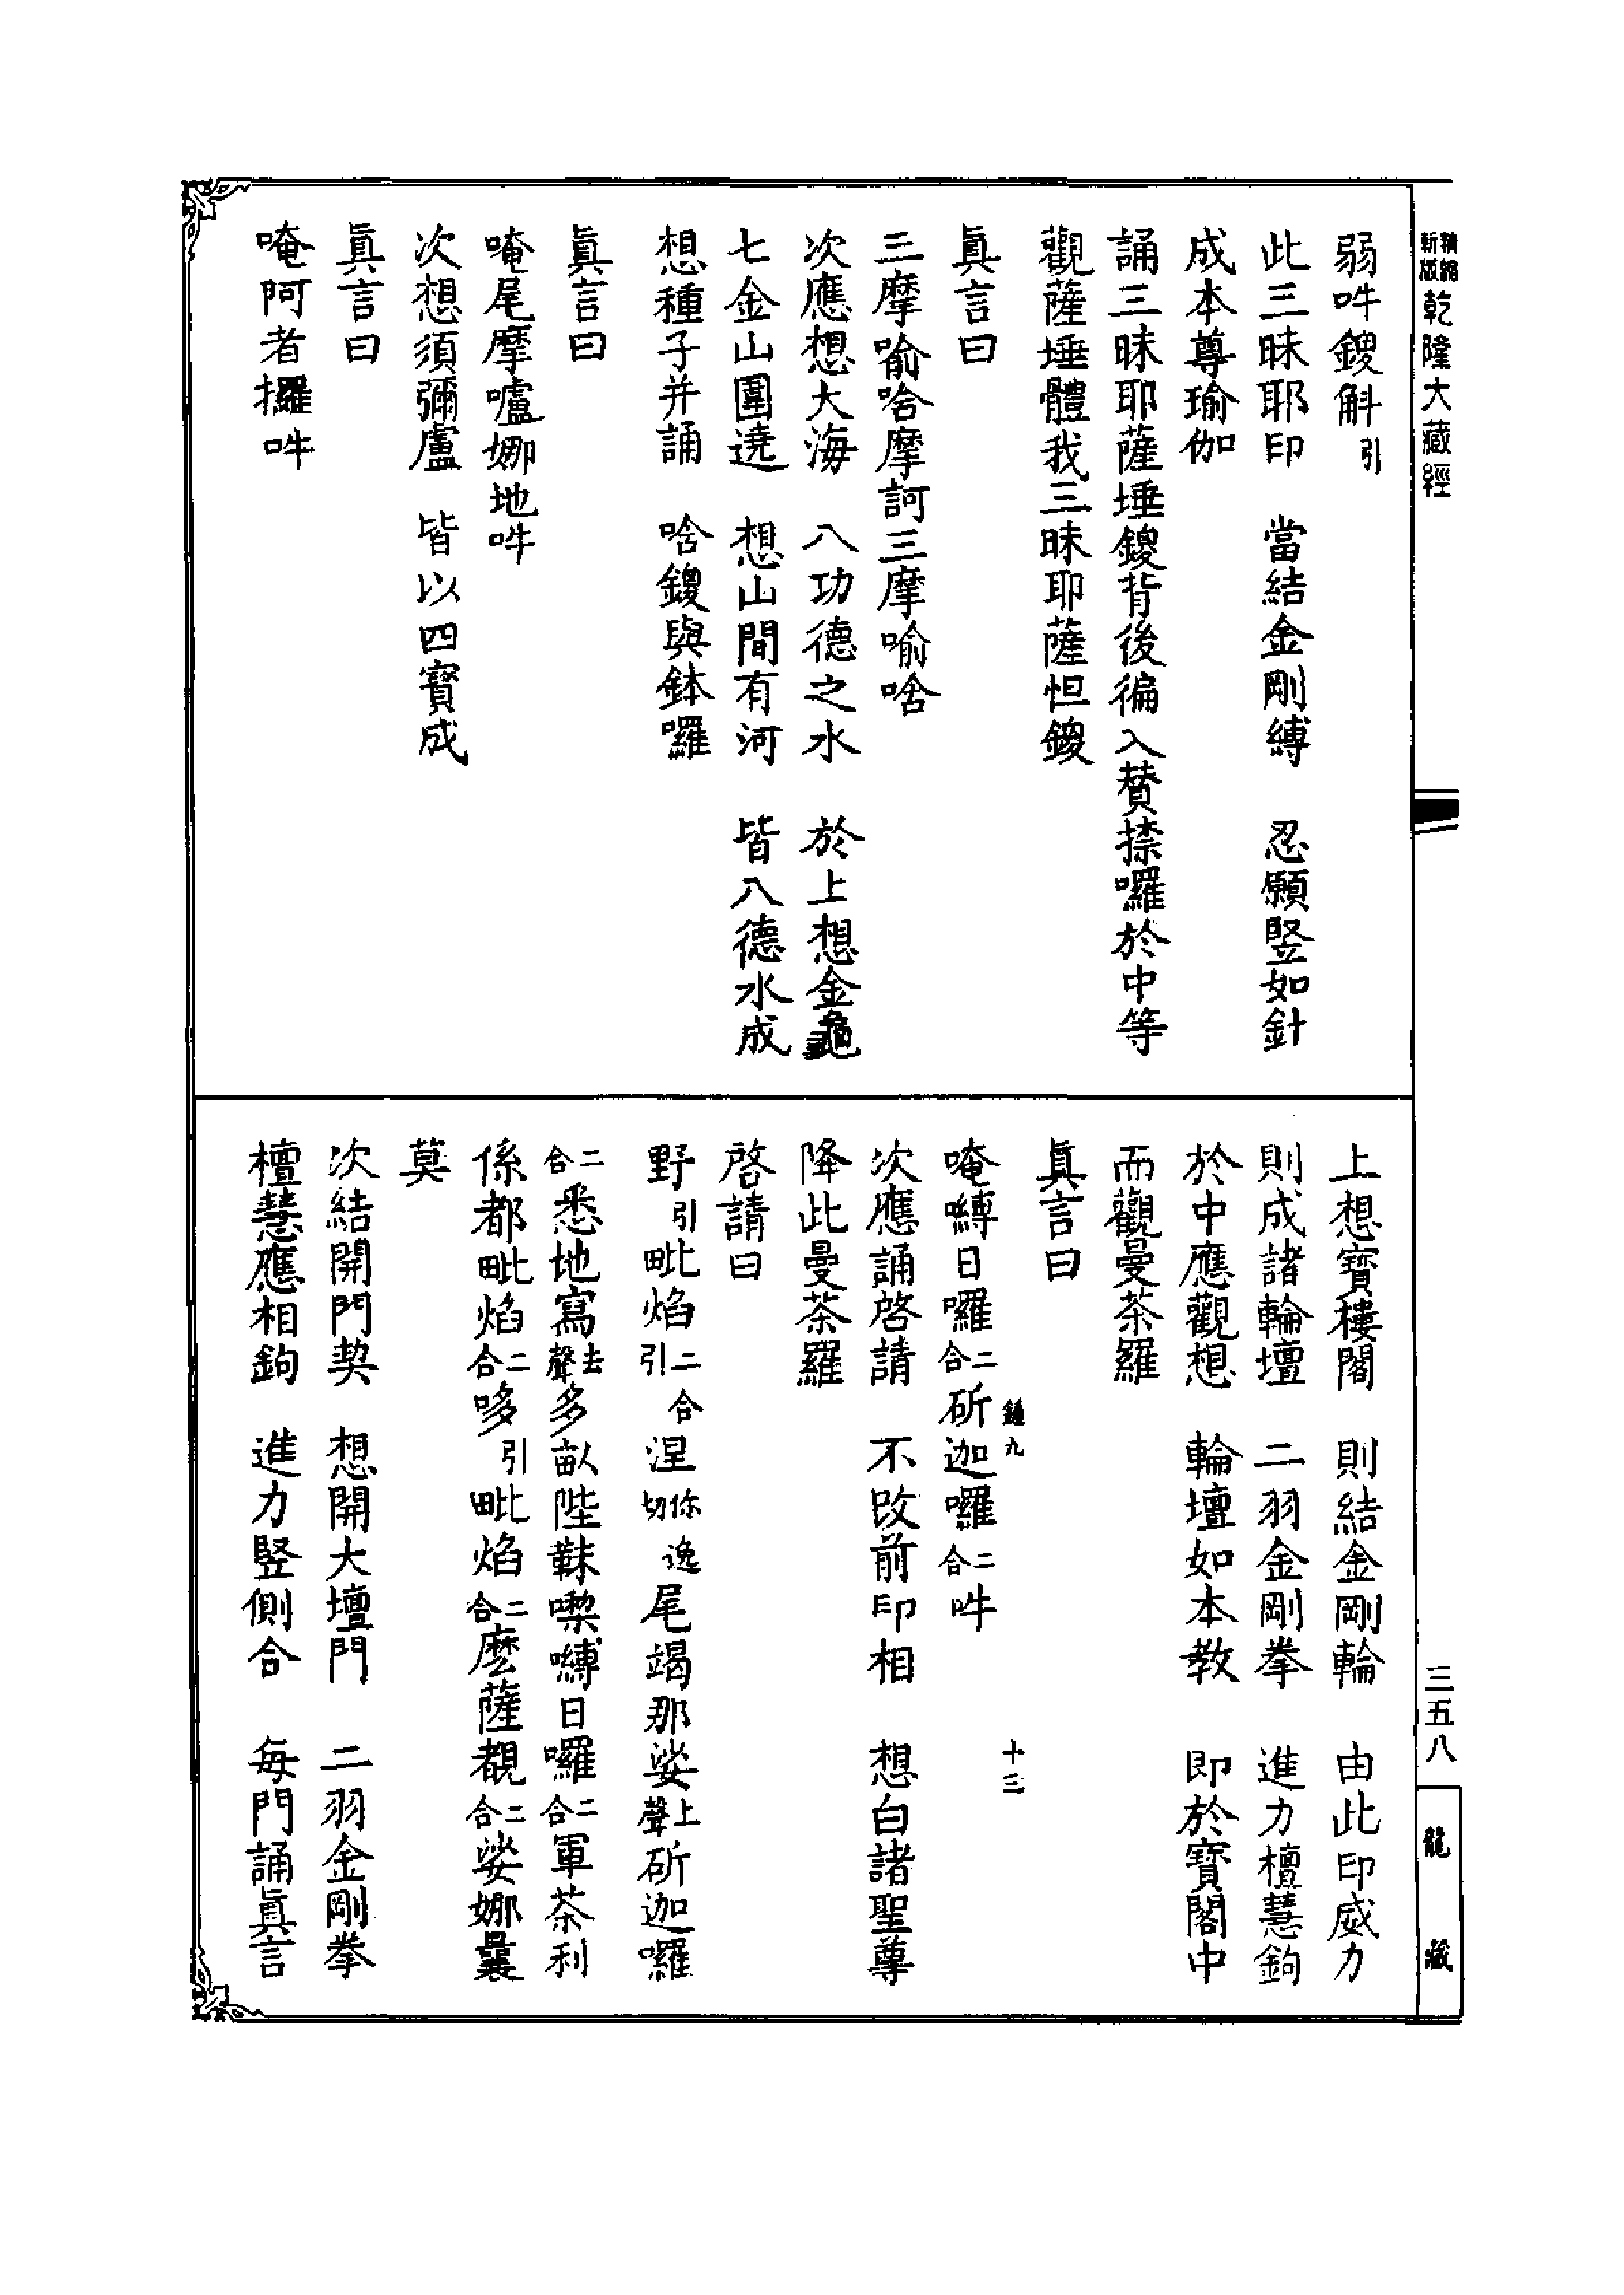 精縮新版乾隆大藏經
弱吽鑁斛引
此三昧耶印　當結金剛縛　忍願竪如針
成本尊瑜伽
誦三昧耶薩埵鑁背後徧入賛捺囉於中等
觀薩埵體我三昧耶薩怛鑁
眞言曰
三摩喻哈摩訶三摩喻哈
次應想大海　八功德之水　於上想金龜
七金山圍遶　想山間有河　皆八德水成
想種子并誦　唅鑁與鉢囉
眞言曰
唵尾摩嚧娜地吽
次想須彌盧　皆以四寶成
眞言曰
唵阿者攞吽
上想寶樓閣　則結金剛輪　由此印威力
則成諸輪壇　二羽金剛拳　進力檀慧鉤
於中應觀想　輪壇如本教　即於寶閣中
而觀曼茶羅
眞言曰
鍾九　十三
唵嚩日囉二合斫迦囉二合吽
次應誦啓請　不改前印相　想白諸聖尊
降此曼茶羅
啓請曰
野引毗焰二合引涅你逸切尾竭那娑上聲斫迦囉
二合悉地寫去聲多畝陛靺喫嚩日囉二合軍茶利
係都毗焰二合哆引毗焰二合麽薩覩二合娑娜曩
莫
次結開門契　想開大壇門　二羽金剛拳
檀慧應相鉤　進力竪側合　每門誦眞言
三五八
龍藏